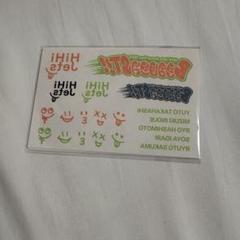 HiHi
Jets
HiHi
Jets
HiHi
Jets
YUTO TAKAHASHI
MIZUKI INOUE
RYO HASHIMOTO
SOYA IGARI
RYUTO SAKUMA